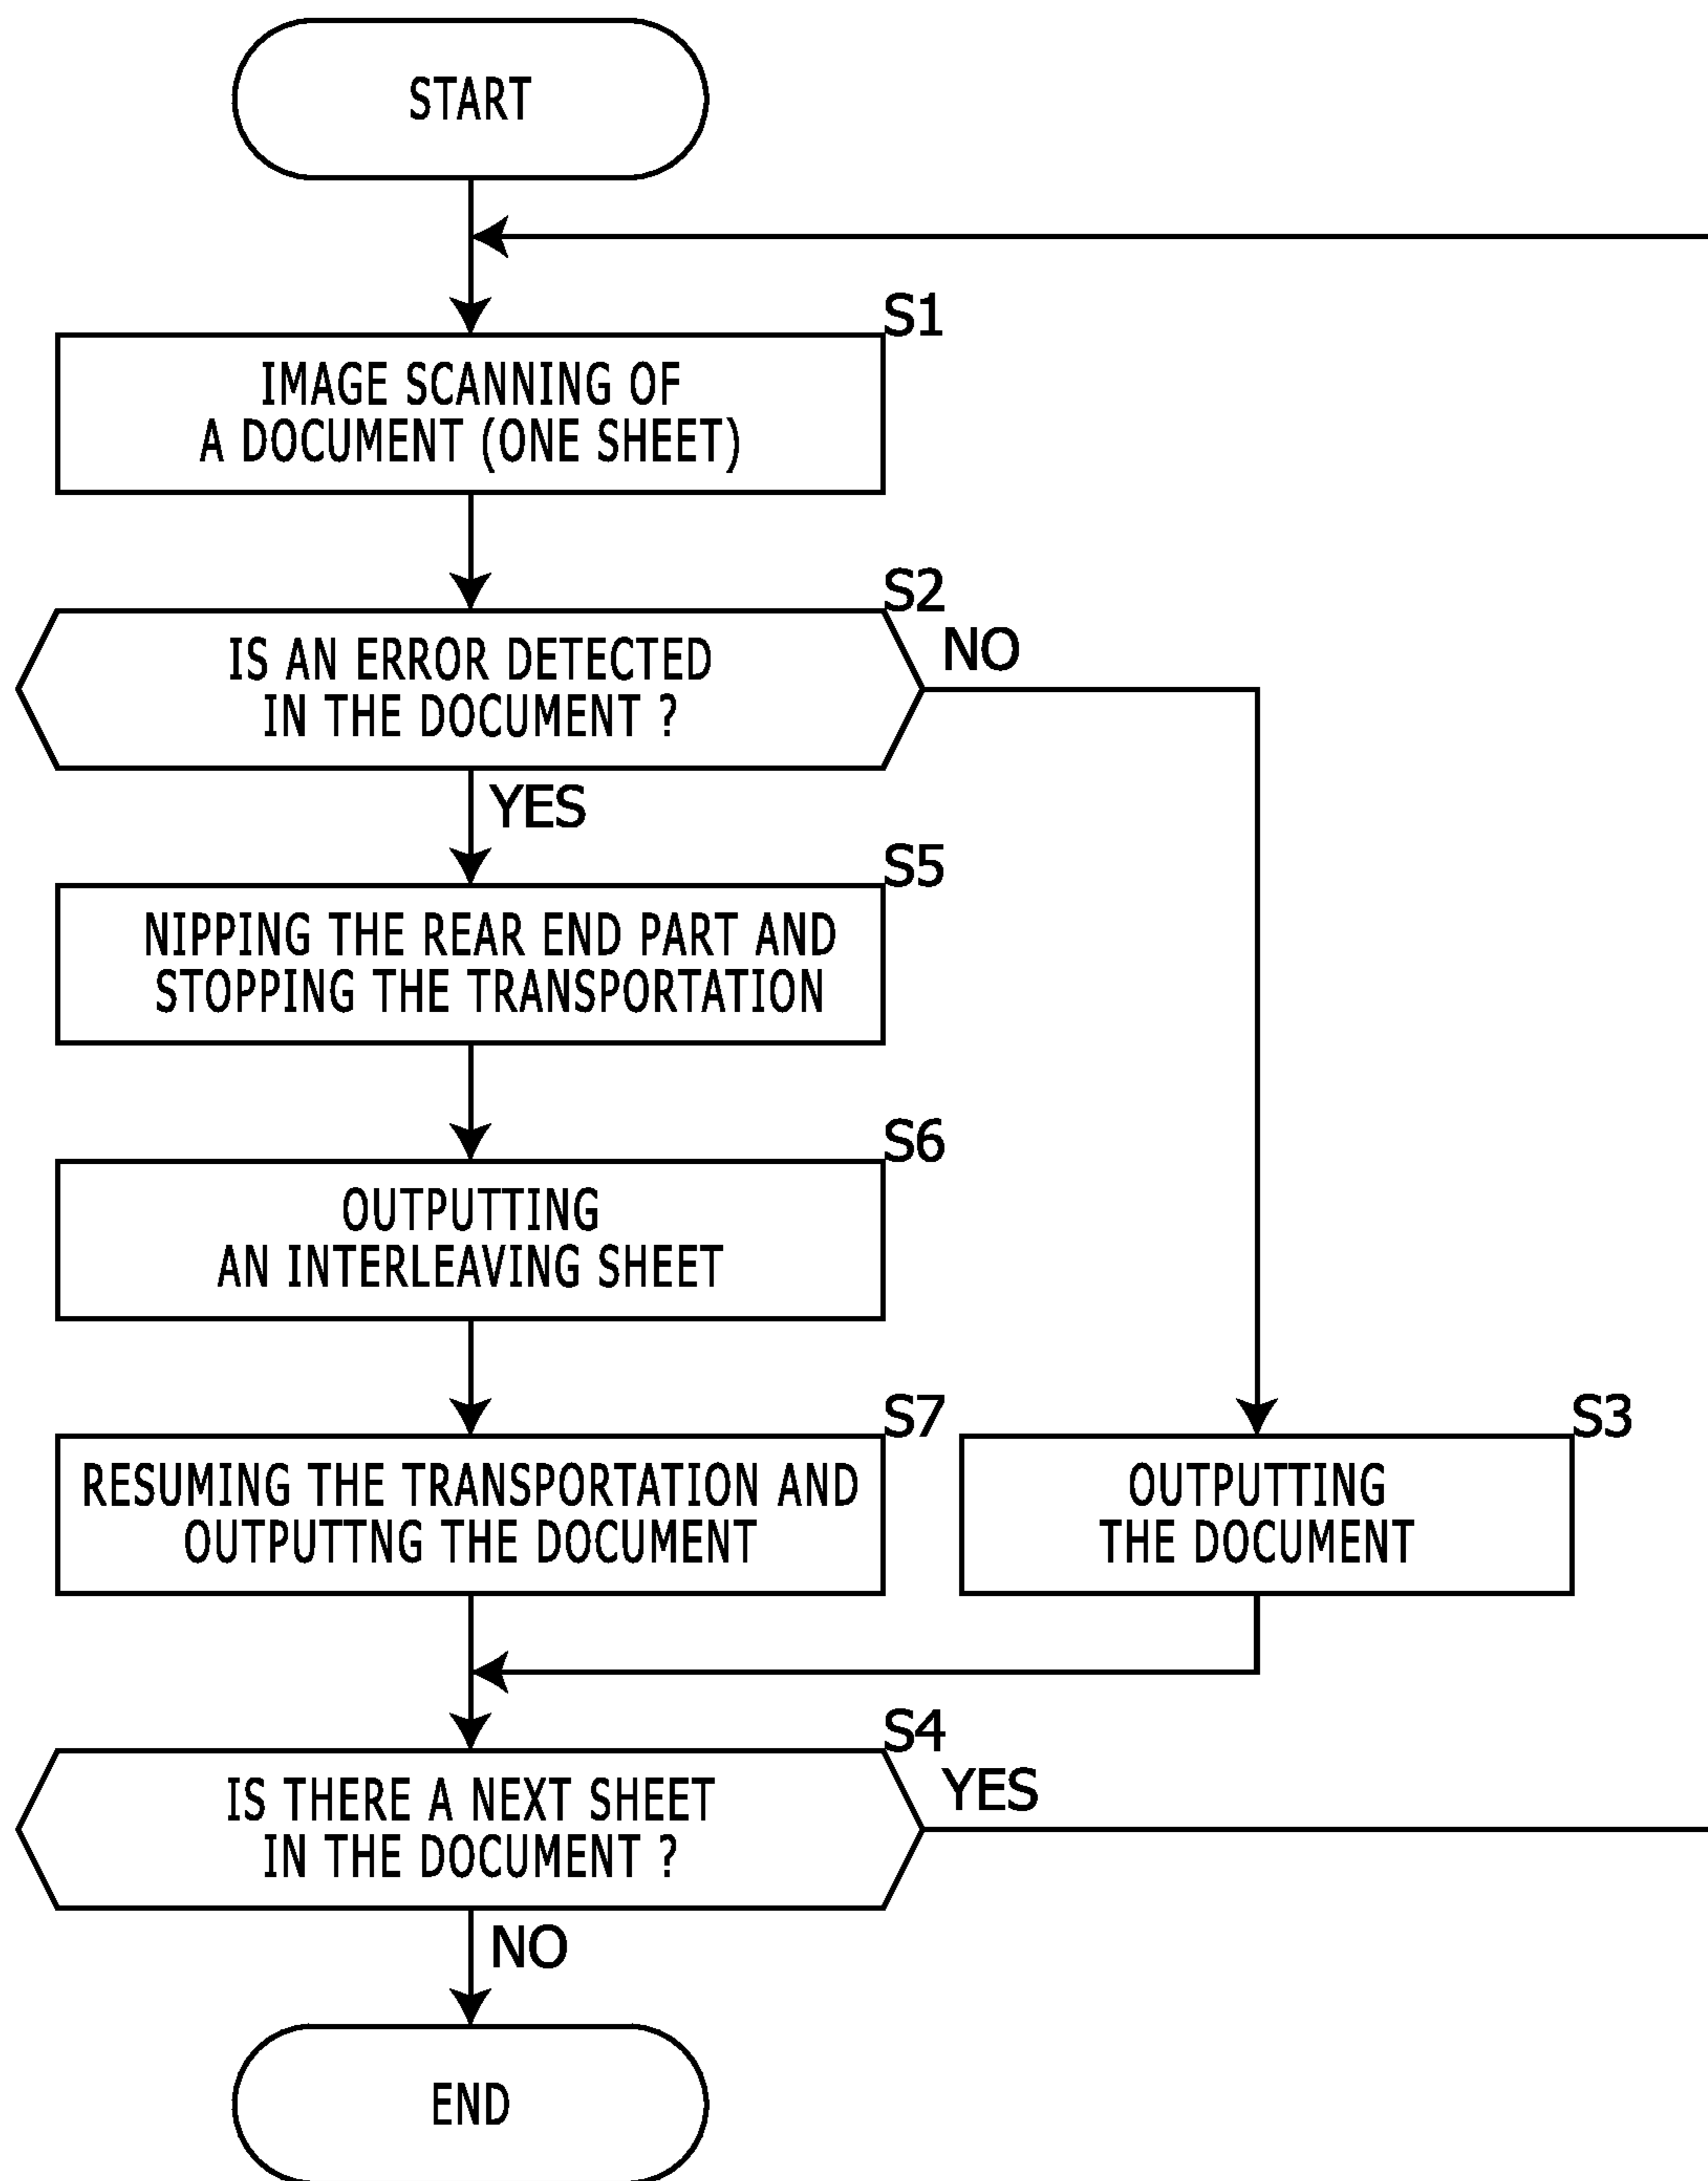 START
S1
IMAGE SCANNING OF
A DOCUMENT (ONE SHEET)
S2
IS AN ERROR DETECTED
IN THE DOCUMENT ?
NO
YES
S5
NIPPING THE REAR END PART AND
STOPPING THE TRANSPORTATION
S6
OUTPUTTING
AN INTERLEAVING SHEET
S7
RESUMING THE TRANSPORTATION AND
OUTPUTTNG THE DOCUMENT
S3
OUTPUTTING
THE DOCUMENT
S4
IS THERE A NEXT SHEET
IN THE DOCUMENT ?
YES
NO
END